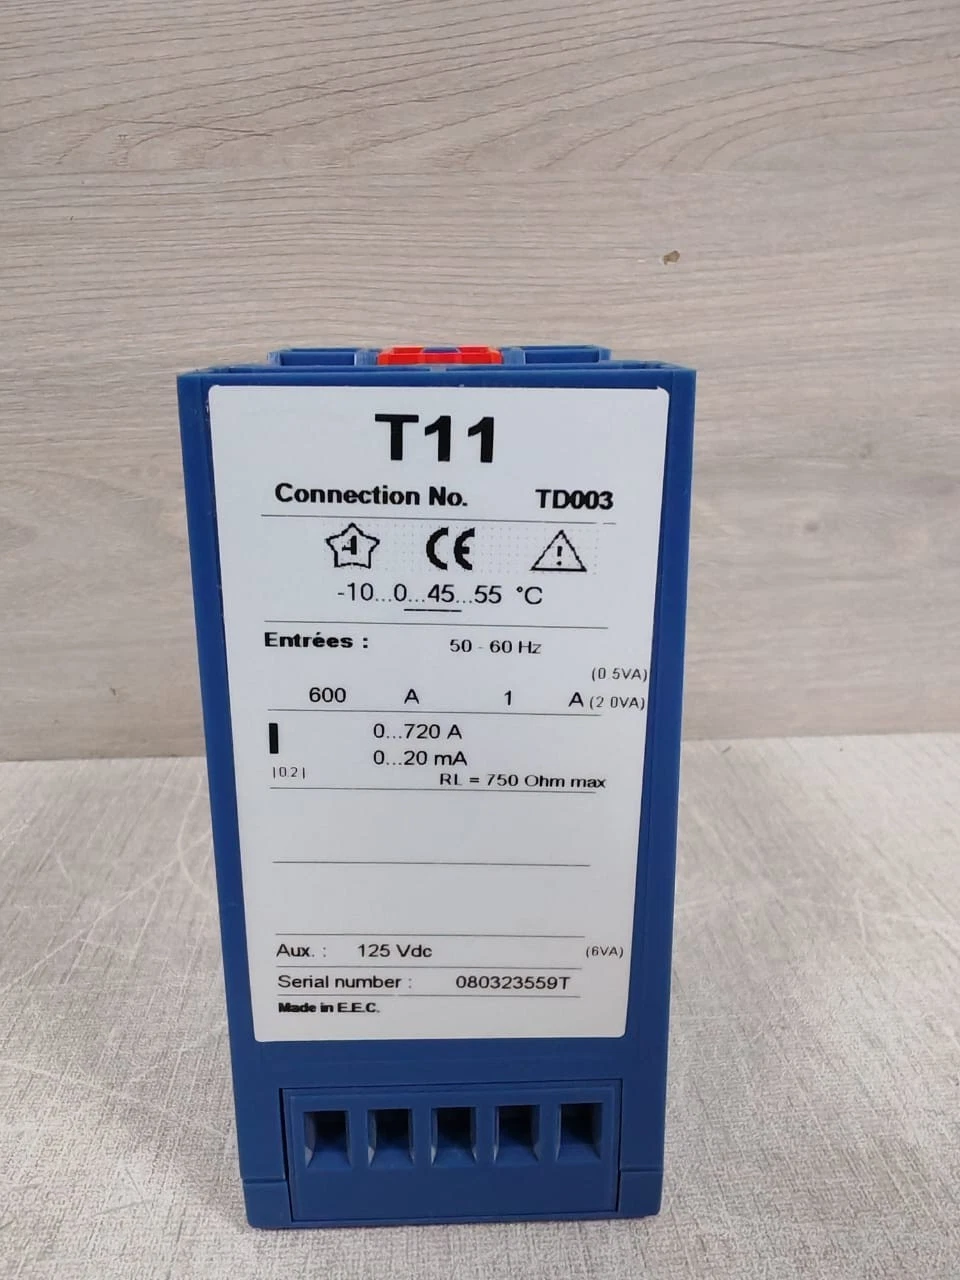 T11
Connection No. TD003
4 CE !
-10...0...45...55 °C
Entrées : 50 - 60 Hz
(0 5VA)
600 A 1 A (2 0VA)
I 0...720 A
0...20 mA
|0.2| RL = 750 Ohm max
Aux. : 125 Vdc (6VA)
Serial number : 080323559T
Made in E.E.C.